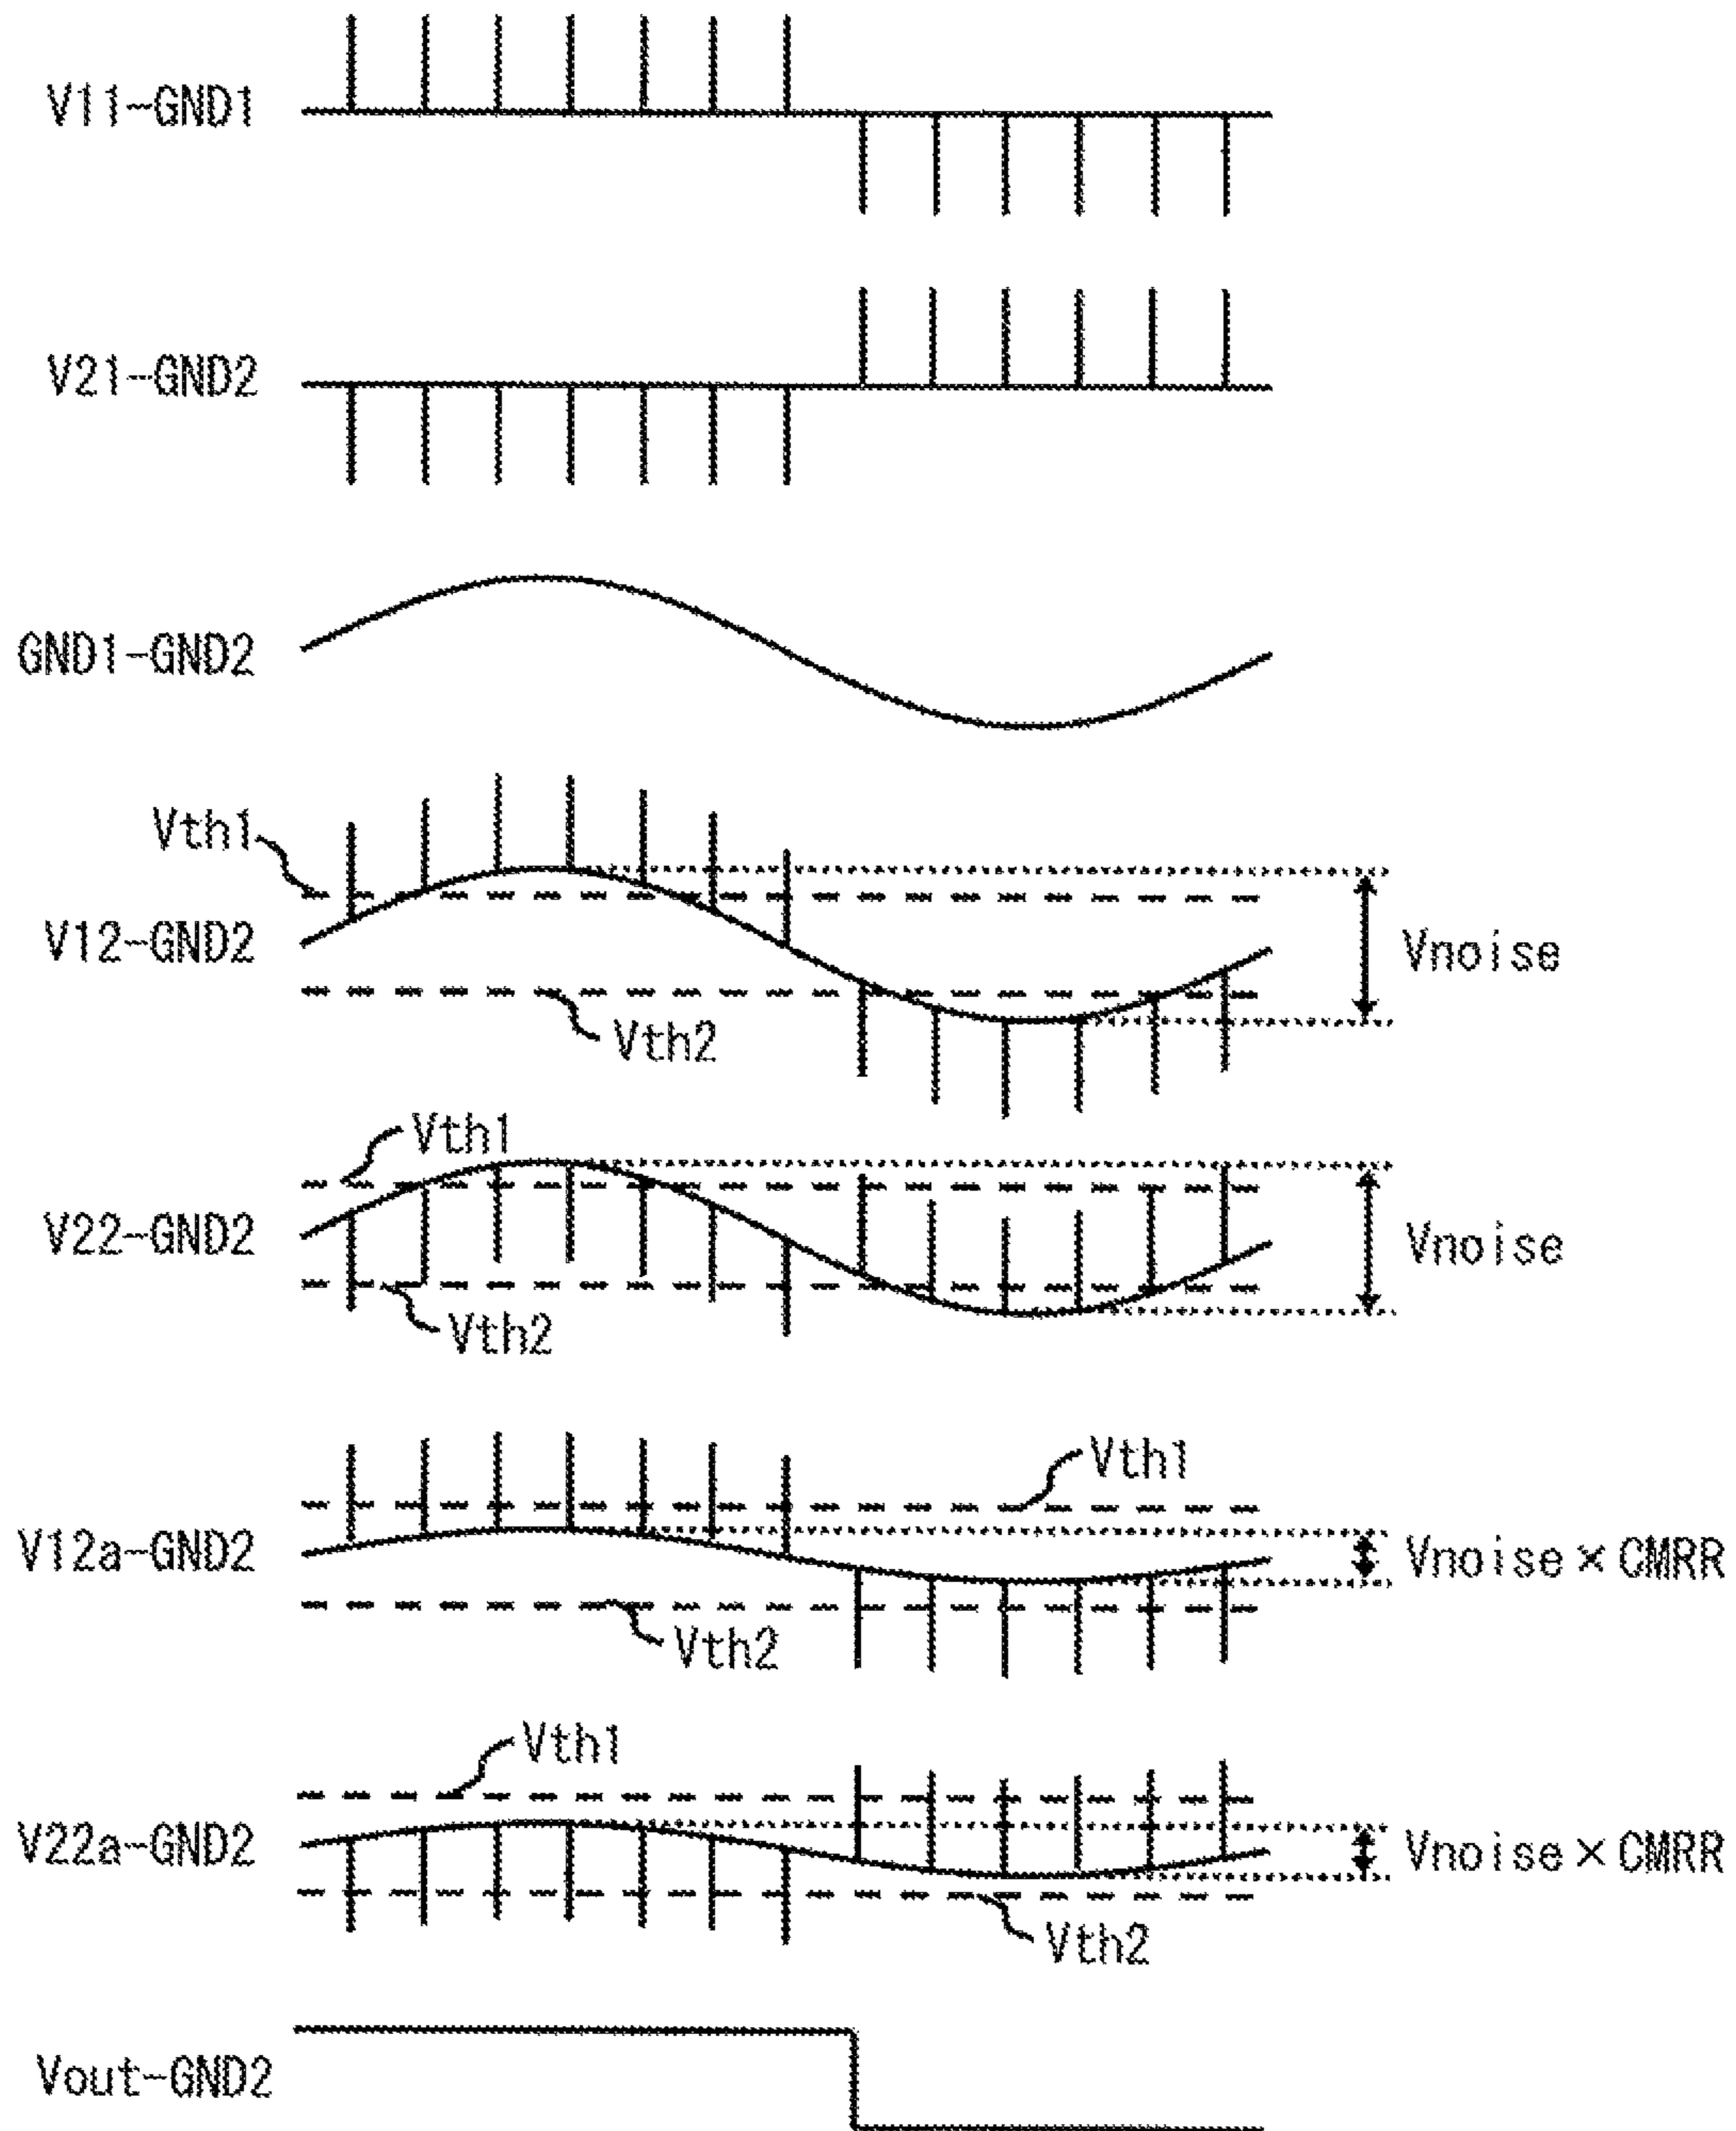 V11-GND1
V21-GND2
GND1-GND2
Vth1
V12-GND2
Vnoise
Vth2
Vth1
V22-GND2
Vnoise
Vth2
Vth1
V12a-GND2
Vnoise×CMRR
Vth2
Vth1
V22a-GND2
Vnoise×CMRR
Vth2
Vout-GND2